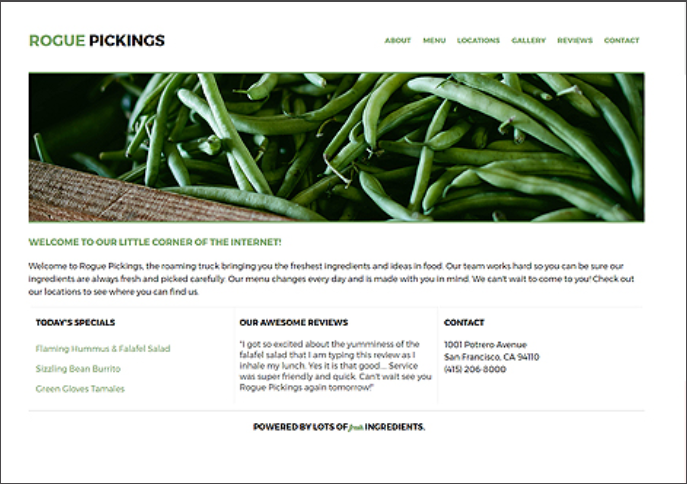 ROGUE PICKINGS
ABOUT MENU LOCATIONS GALLERY REVIEWS CONTACT
WELCOME TO OUR LITTLE CORNER OF THE INTERNET!
Welcome to Rogue Pickings, the roaming truck bringing you the freshest ingredients and ideas in food. Our team works hard so you can be sure our
ingredients are always fresh and picked carefully. Our menu changes every day and is made with you in mind. We can't wait to come to you! Check out
our locations to see where you can find us.
TODAY'S SPECIALS
Flaming Hummus & Falafel Salad
Sizzling Bean Burrito
Green Gloves Tamales
OUR AWESOME REVIEWS
"I got so excited about the yumminess of the
falafel salad that I am typing this review as I
inhale my lunch. Yes it is that good... Service
was super friendly and quick. Can't wait see you
Rogue Pickings again tomorrow!"
CONTACT
1001 Potrero Avenue
San Francisco, CA 94110
(415) 206-8000
POWERED BY LOTS OF fresh INGREDIENTS.